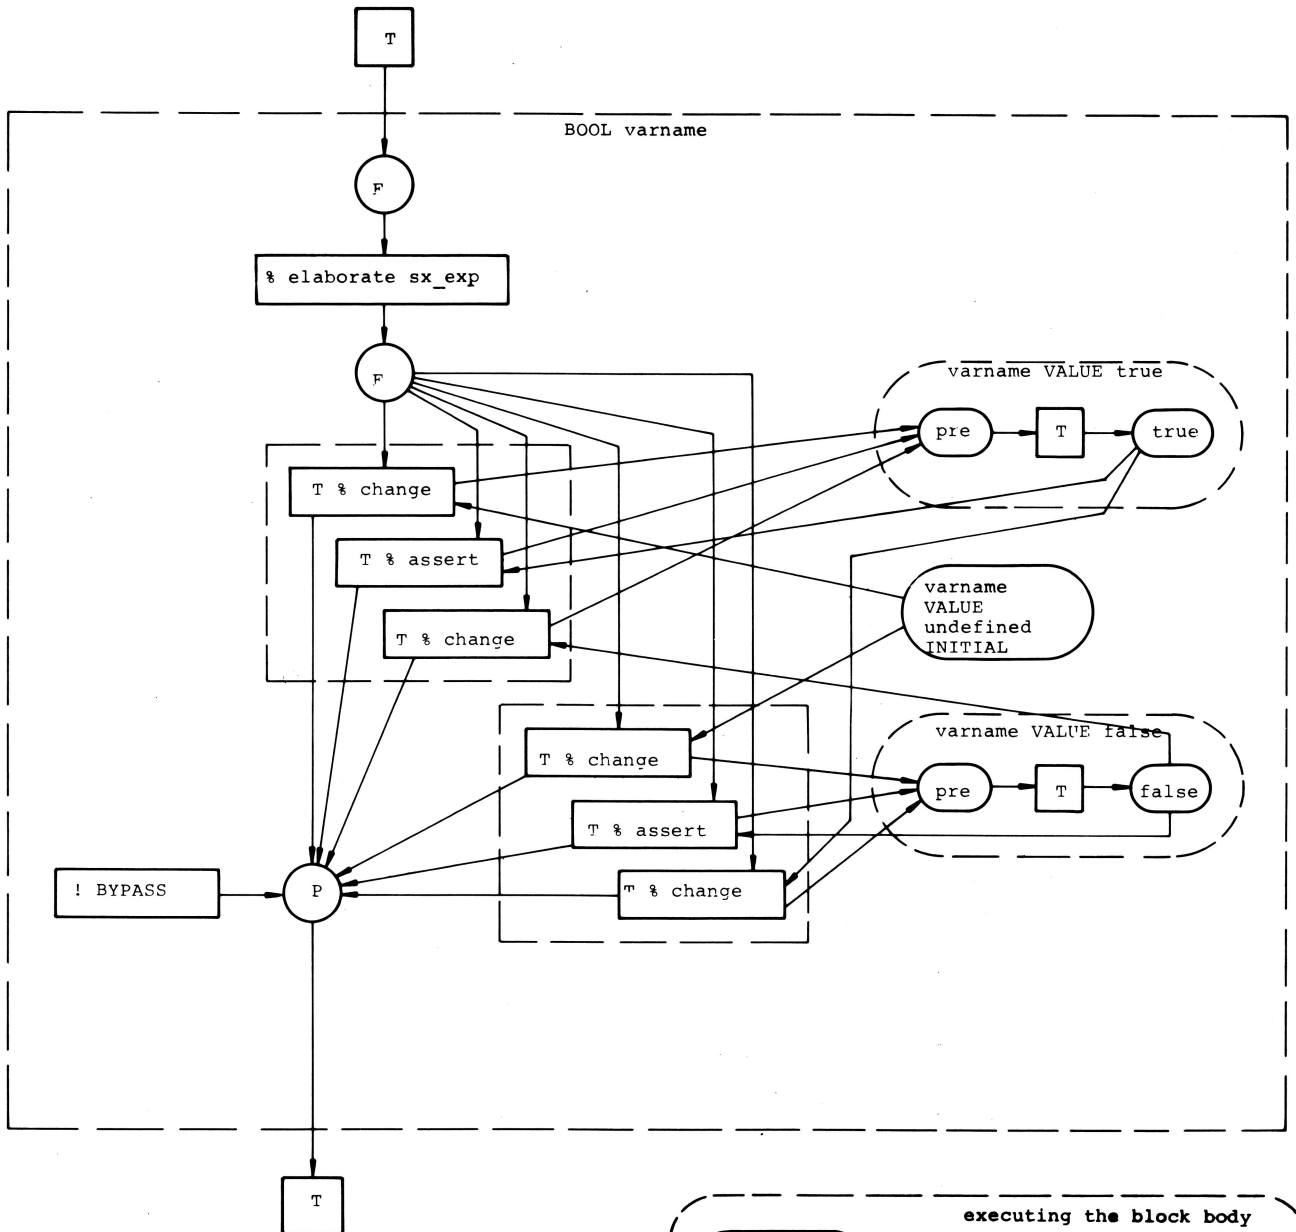 T
BOOL varname
F
% elaborate sx_exp
F
varname VALUE true
pre
T
true
T % change
T % assert
varname
VALUE
undefined
INITIAL
T % change
varname VALUE false
T % change
pre
T
false
T % assert
! BYPASS
P
T % change
T
executing the block body